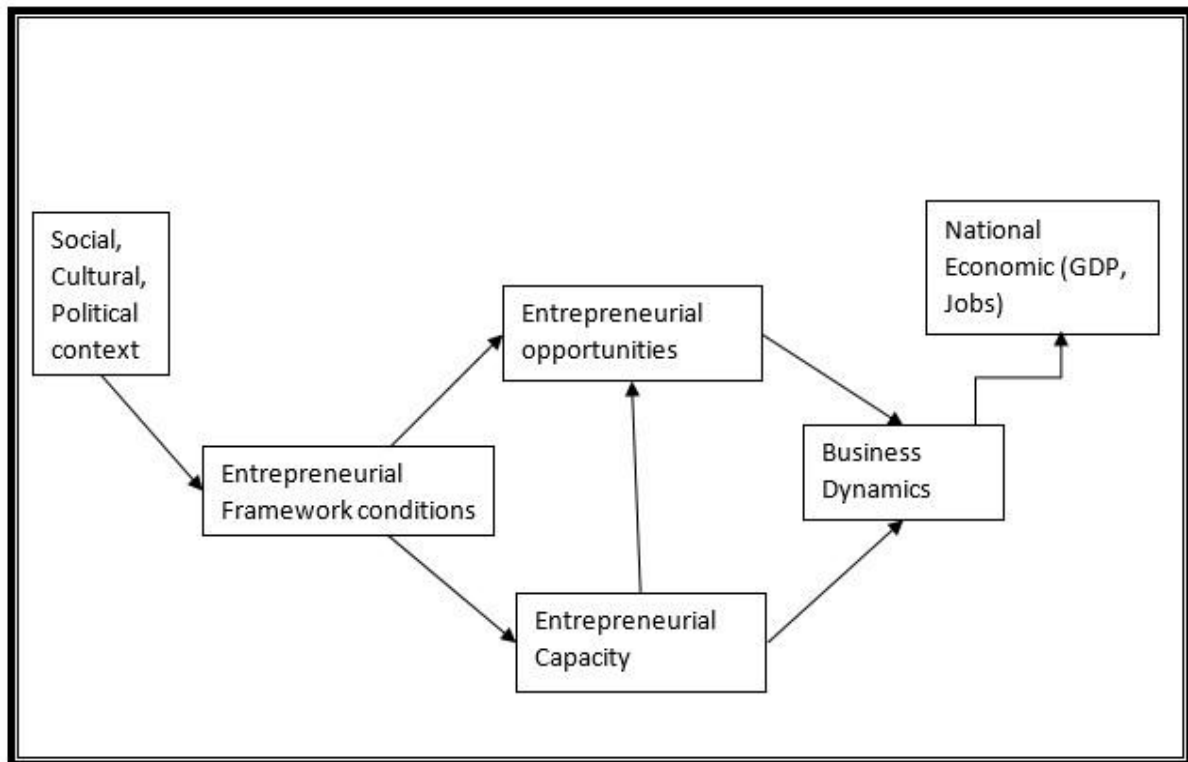 Social,
Cultural,
Political
context
Entrepreneurial
Framework conditions
Entrepreneurial
opportunities
Entrepreneurial
Capacity
Business
Dynamics
National
Economic (GDP,
Jobs)